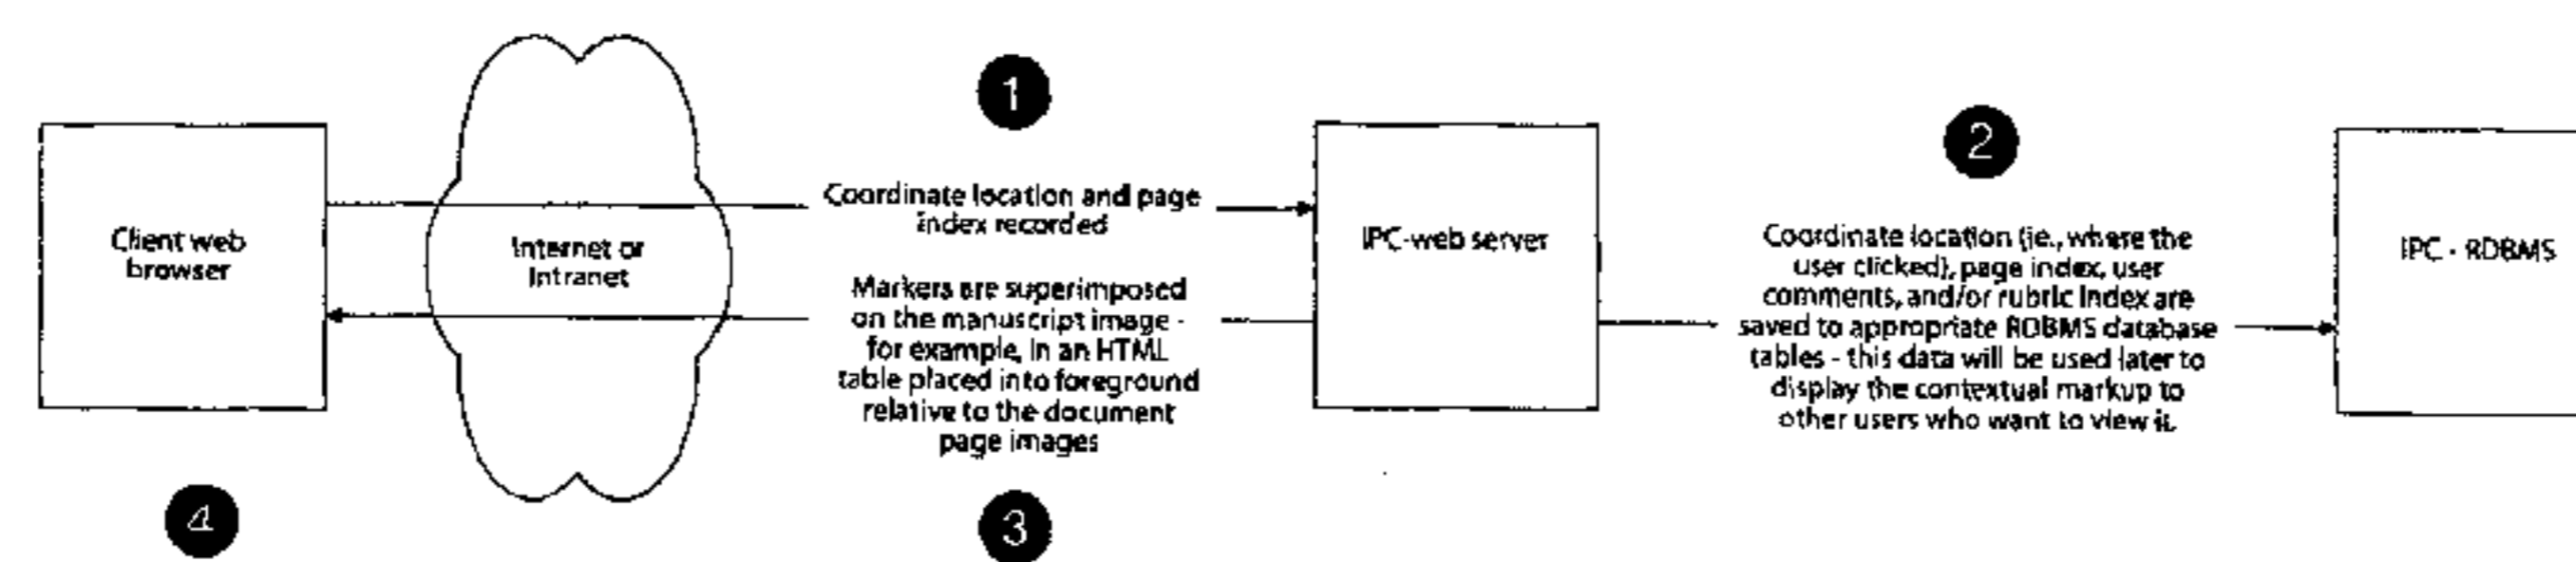 1
2
Coordinate location and page
index recorded
Client web
browser
Internet or
Intranet
IPC-web server
Coordinate location (ie., where the
user clicked), page index, user
comments, and/or rubric index are
saved to appropriate RDBMS database
tables - this data will be used later to
display the contextual markup to
other users who want to view it.
IPC - RDBMS
Markers are superimposed
on the manuscript image -
for example, in an HTML
table placed into foreground
relative to the document
page images
4
3